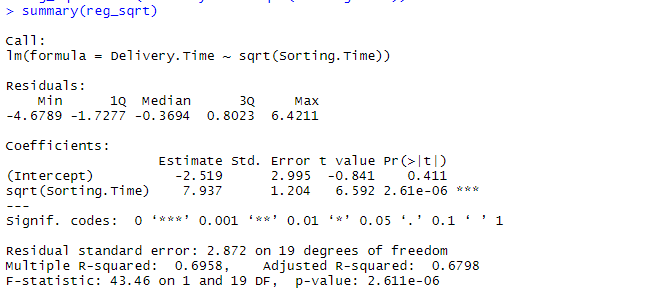 > summary(reg_sqrt)
Call:
lm(formula = Delivery.Time ~ sqrt(Sorting.Time))
Residuals:
    Min      1Q  Median      3Q     Max
-4.6789 -1.7277 -0.3694  0.8023  6.4211
Coefficients:
                   Estimate Std. Error t value Pr(>|t|)
(Intercept)          -2.519      2.995  -0.841    0.411
sqrt(Sorting.Time)    7.937      1.204   6.592 2.61e-06 ***
---
Signif. codes:  0 ‘***’ 0.001 ‘**’ 0.01 ‘*’ 0.05 ‘.’ 0.1 ‘ ’ 1
Residual standard error: 2.872 on 19 degrees of freedom
Multiple R-squared:  0.6958,	Adjusted R-squared:  0.6798
F-statistic: 43.46 on 1 and 19 DF,  p-value: 2.611e-06